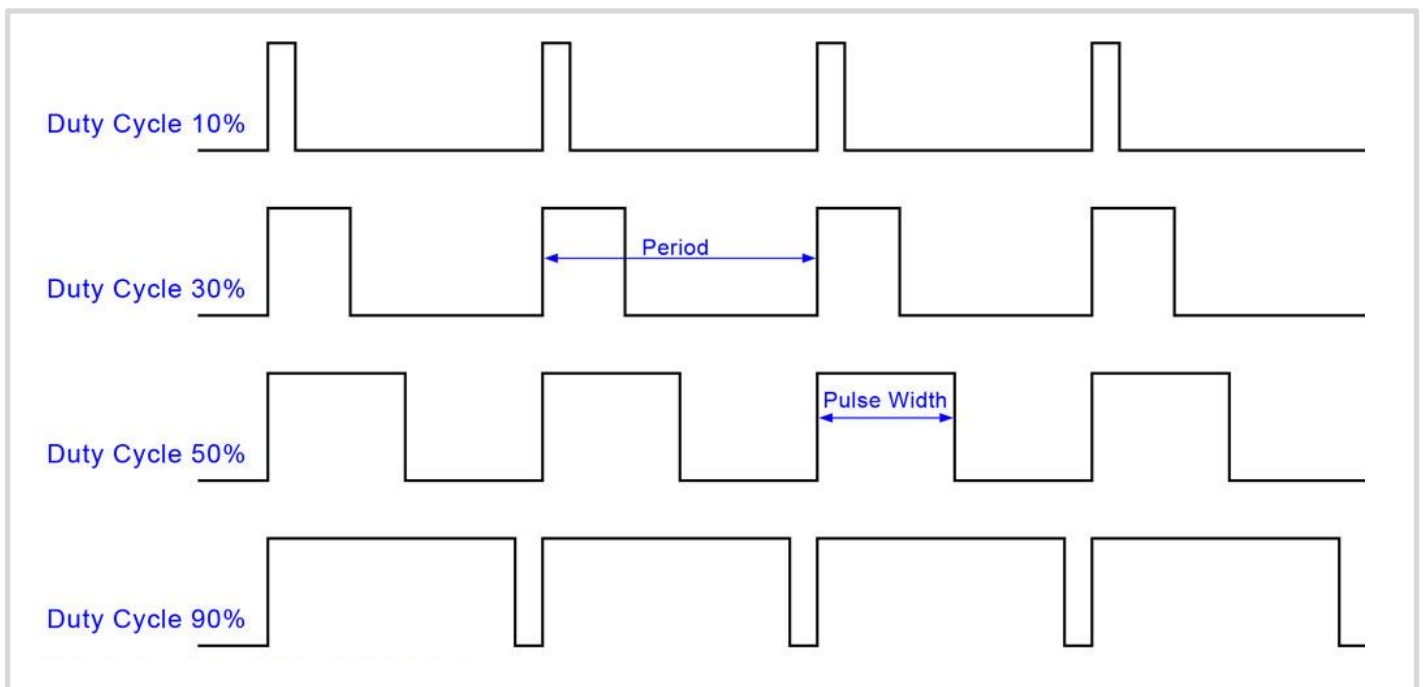 Duty Cycle 10%
Period
Duty Cycle 30%
Pulse Width
Duty Cycle 50%
Duty Cycle 90%